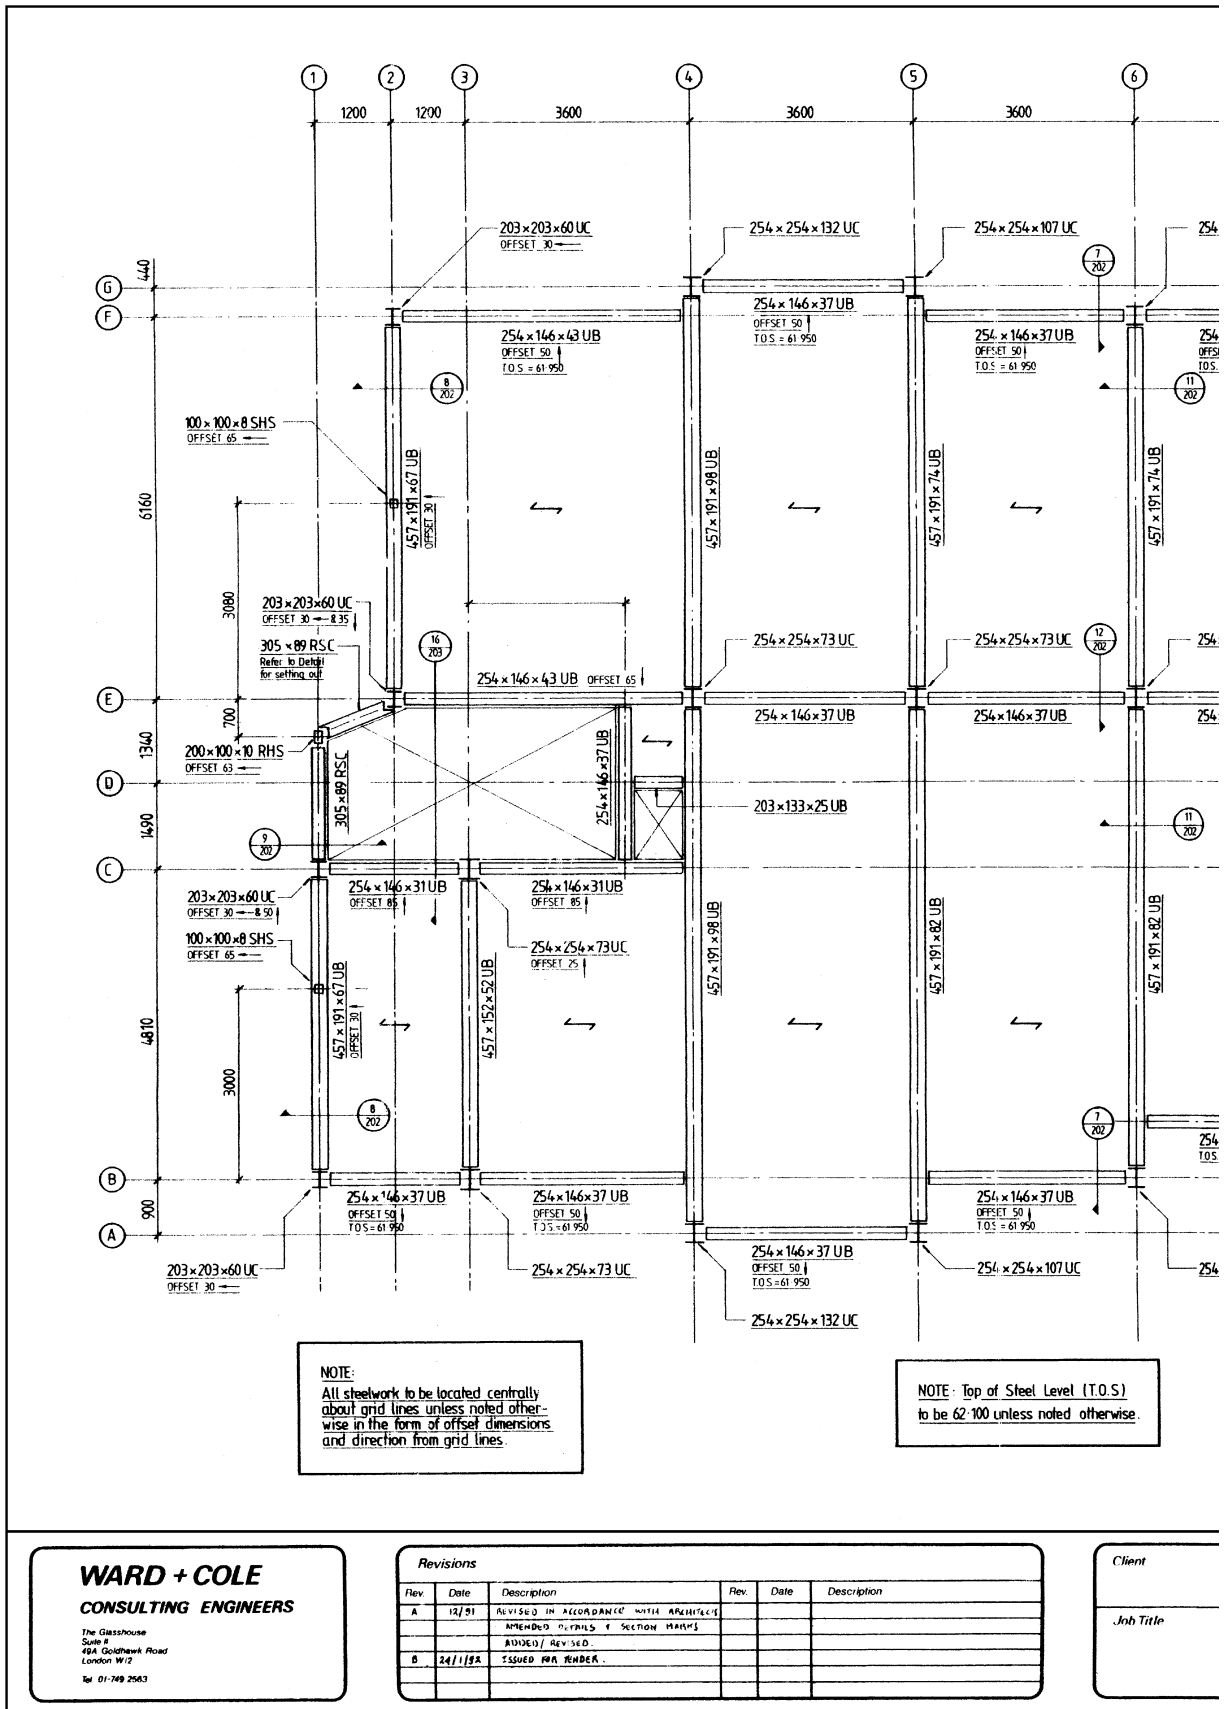 1 2 3 4 5 6
1200 1200 3600 3600 3600
203×203×60 UC
OFFSET 30
254×254×132 UC
254×254×107 UC
254
7
202
G
440
F
254×146×43 UB
OFFSET 50
T.O.S = 61·950
254×146×37 UB
OFFSET 50
T.O.S = 61·950
254×146×37 UB
OFFSET 50
T.O.S = 61·950
254
OFFS
T.O.S.
8
202
11
202
100×100×8 SHS
OFFSET 65
6160
457×191×67 UB
OFFSET 30
457×191×98 UB
457×191×74 UB
457×191×74 UB
3080
203×203×60 UC
OFFSET 30 & 35
305×89 RSC
Refer to Detail
for setting out
16
203
254×254×73 UC
254×254×73 UC
12
202
254
E
254×146×43 UB OFFSET 65
254×146×37 UB
254×146×37 UB
254
700
1340
200×100×10 RHS
OFFSET 63
305×89 RSC
254×146×37 UB
D
203×133×25 UB
1490
9
202
11
202
C
254×146×31 UB
OFFSET 85
254×146×31 UB
OFFSET 85
203×203×60 UC
OFFSET 30 & 50
100×100×8 SHS
OFFSET 65
254×254×73 UC
OFFSET 25
457×191×67 UB
OFFSET 30
457×152×52 UB
457×191×98 UB
457×191×82 UB
457×191×82 UB
4810
3000
8
202
7
202
254
T.O.S.
B
254×146×37 UB
OFFSET 50
T.O.S = 61·950
254×146×37 UB
OFFSET 50
T.O.S = 61·950
254×146×37 UB
OFFSET 50
T.O.S = 61·950
900
A
254×146×37 UB
OFFSET 50
T.O.S = 61·950
203×203×60 UC
OFFSET 30
254×254×73 UC
254×254×107 UC
254
254×254×132 UC
NOTE:
All steelwork to be located centrally
about grid lines unless noted other-
wise in the form of offset dimensions
and direction from grid lines.
NOTE: Top of Steel Level (T.O.S)
to be 62·100 unless noted otherwise.
WARD + COLE
CONSULTING ENGINEERS
The Glasshouse
Suite 11
49A Goldhawk Road
London W12
Tel. 01-749 2563
Revisions
Rev. Date Description Rev. Date Description
A 12/91 REVISED IN ACCORDANCE WITH ARCHITECTS
AMENDED DETAILS & SECTION MARKS
ADDED/ REVISED.
B 24/1/92 ISSUED FOR TENDER.
Client
Job Title